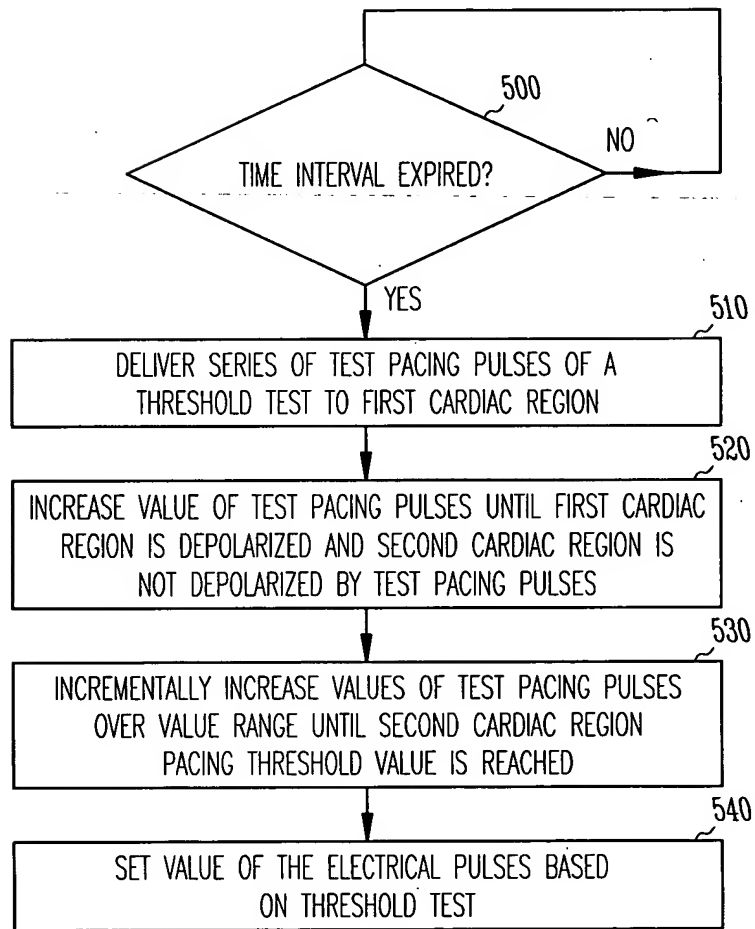 500
NO
TIME INTERVAL EXPIRED?
YES
510
DELIVER SERIES OF TEST PACING PULSES OF A
THRESHOLD TEST TO FIRST CARDIAC REGION
520
INCREASE VALUE OF TEST PACING PULSES UNTIL FIRST CARDIAC
REGION IS DEPOLARIZED AND SECOND CARDIAC REGION IS
NOT DEPOLARIZED BY TEST PACING PULSES
530
INCREMENTALLY INCREASE VALUES OF TEST PACING PULSES
OVER VALUE RANGE UNTIL SECOND CARDIAC REGION
PACING THRESHOLD VALUE IS REACHED
540
SET VALUE OF THE ELECTRICAL PULSES BASED
ON THRESHOLD TEST